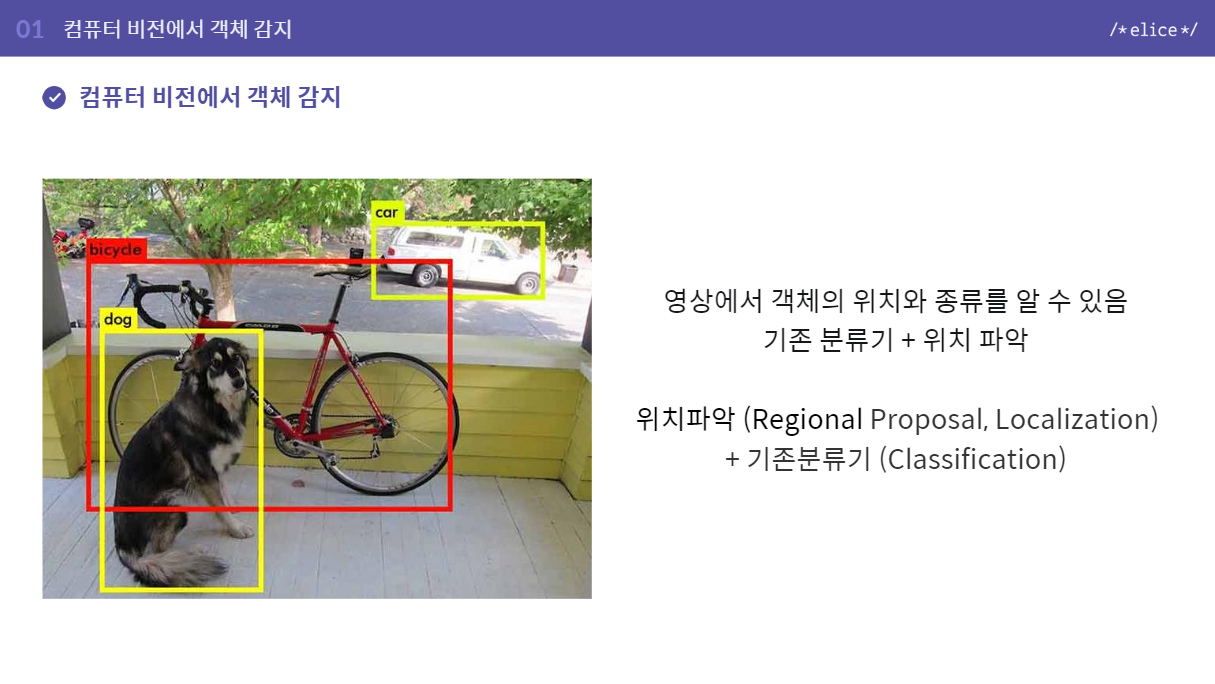 01 컴퓨터 비전에서 객체 감지
/*elice*/
컴퓨터 비전에서 객체 감지
car
bicycle
dog
영상에서 객체의 위치와 종류를 알 수 있음
기존 분류기 + 위치 파악
위치파악 (Regional Proposal, Localization)
+ 기존분류기 (Classification)